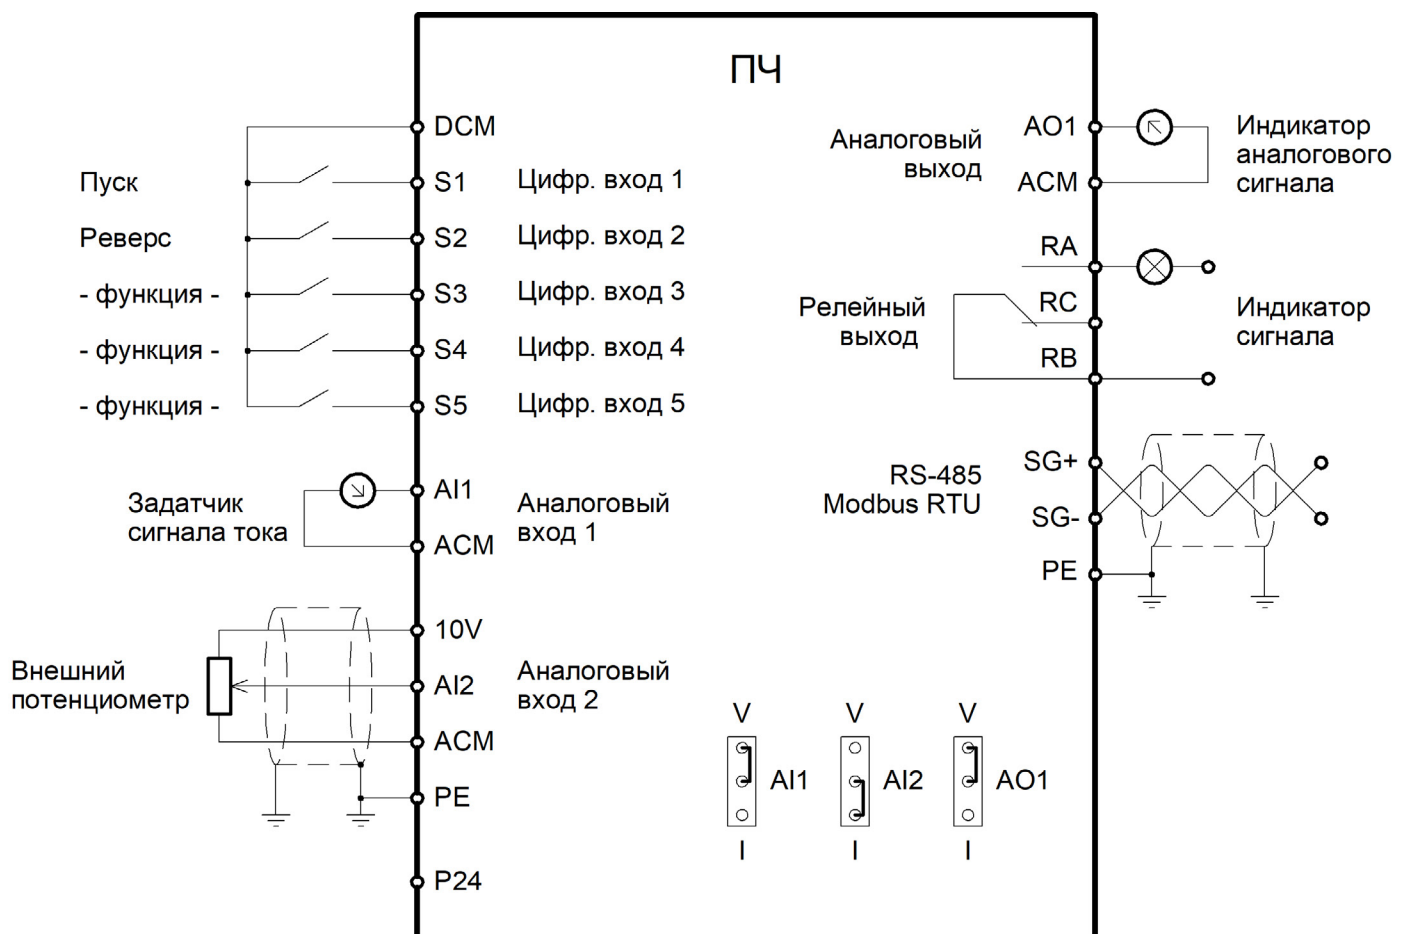 ПЧ
DCM
Пуск
S1
Цифр. вход 1
Реверс
S2
Цифр. вход 2
- функция -
S3
Цифр. вход 3
- функция -
S4
Цифр. вход 4
- функция -
S5
Цифр. вход 5
Задатчик
сигнала тока
AI1
ACM
Аналоговый
вход 1
Внешний
потенциометр
10V
AI2
ACM
PE
Аналоговый
вход 2
P24
Аналоговый
выход
AO1
ACM
Индикатор
аналогового
сигнала
Релейный
выход
RA
RC
RB
Индикатор
сигнала
RS-485
Modbus RTU
SG+
SG-
PE
V
AI1
I
V
AI2
I
V
AO1
I